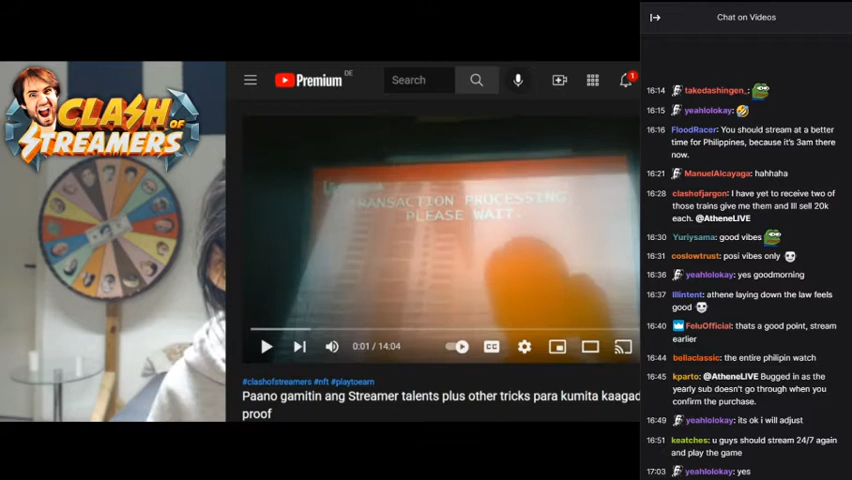 CLASH
OF
STREAMERS
Premium DE
Search
1
TRANSACTION PROCESSING
PLEASE WAIT.
0:01 / 14:04
CC
#clashofstreamers #nft #playtoearn
Paano gamitin ang Streamer talents plus other tricks para kumita kaagad
proof
Chat on Videos
16:14 takedashingen_:
16:15 yeahlolokay:
16:16 FloodRacer: You should stream at a better
time for Philippines, because it's 3am there
now.
16:21 ManuelAlcayaga: hahhaha
16:28 clashofjargon: I have yet to receive two of
those trains give me them and Ill sell 20k
each. @AtheneLIVE
16:30 Yuriysama: good vibes
16:31 coslowtrust: posi vibes only
16:36 yeahlolokay: yes goodmorning
16:37 Illintent: athene laying down the law feels
good
16:40 FeluOfficial: thats a good point, stream
earlier
16:44 bellaclassic: the entire philipin watch
16:45 kparto: @AtheneLIVE Bugged in as the
yearly sub doesn't go through when you
confirm the purchase.
16:49 yeahlolokay: its ok i will adjust
16:51 keatches: u guys should stream 24/7 again
and play the game
17:03 yeahlolokay: yes